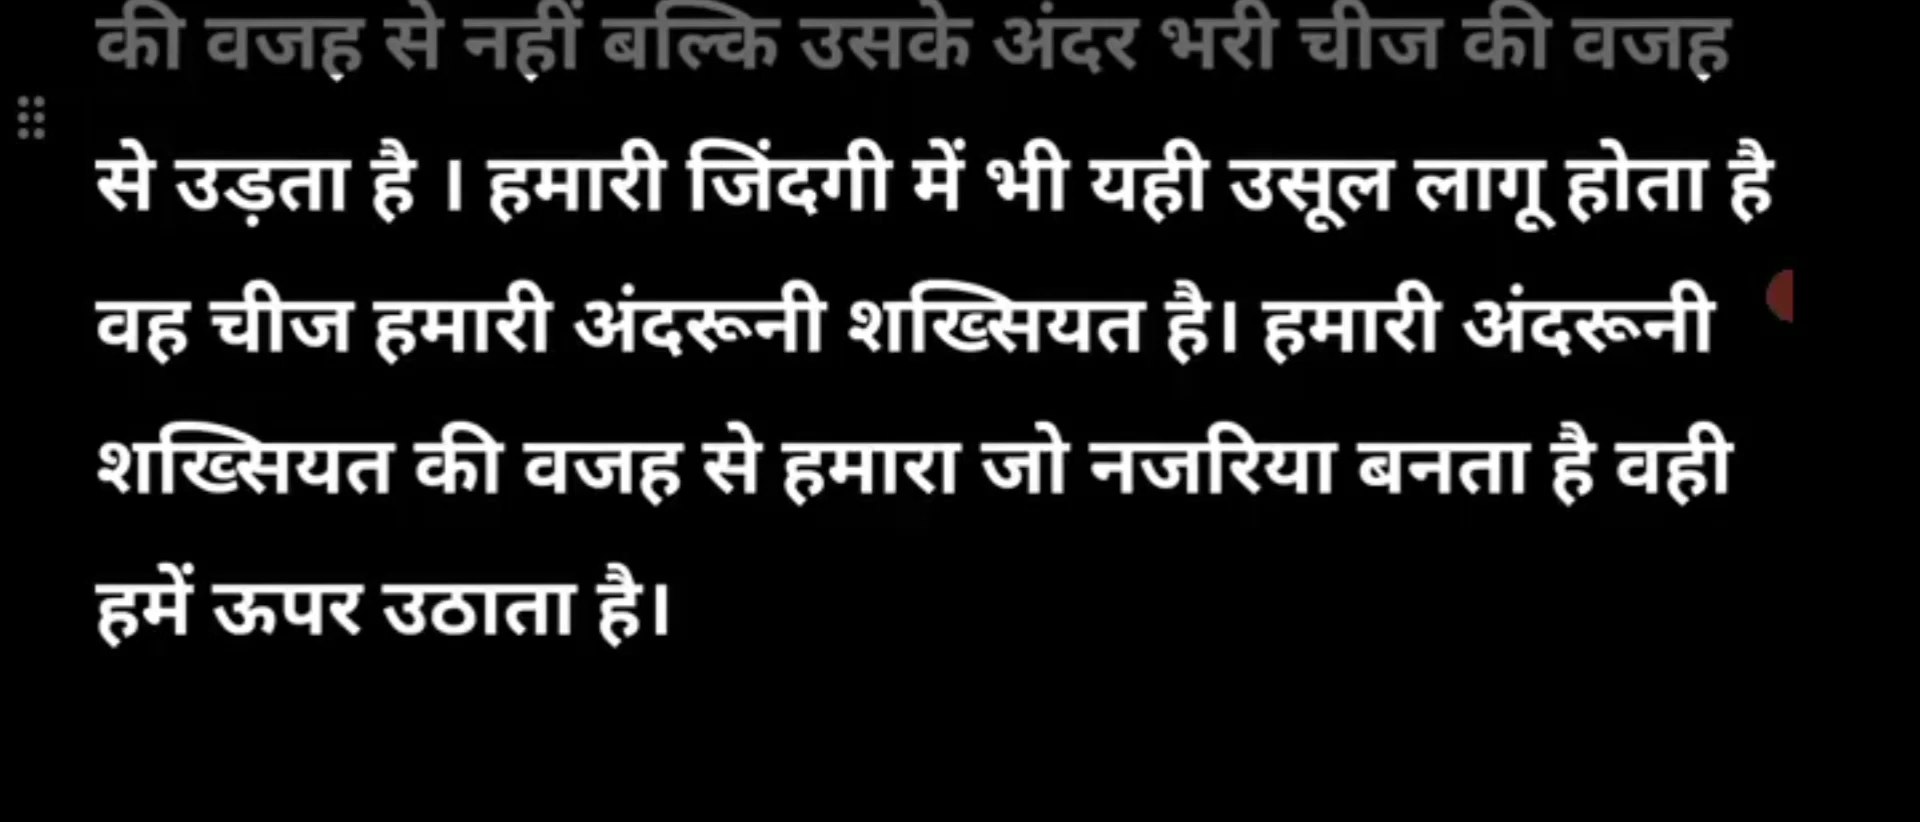 की वजह से नहीं बल्कि उसके अंदर भरी चीज की वजह
से उड़ता है । हमारी जिंदगी में भी यही उसूल लागू होता है
वह चीज हमारी अंदरूनी शख्सियत है। हमारी अंदरूनी
शख्सियत की वजह से हमारा जो नजरिया बनता है वही
हमें ऊपर उठाता है।